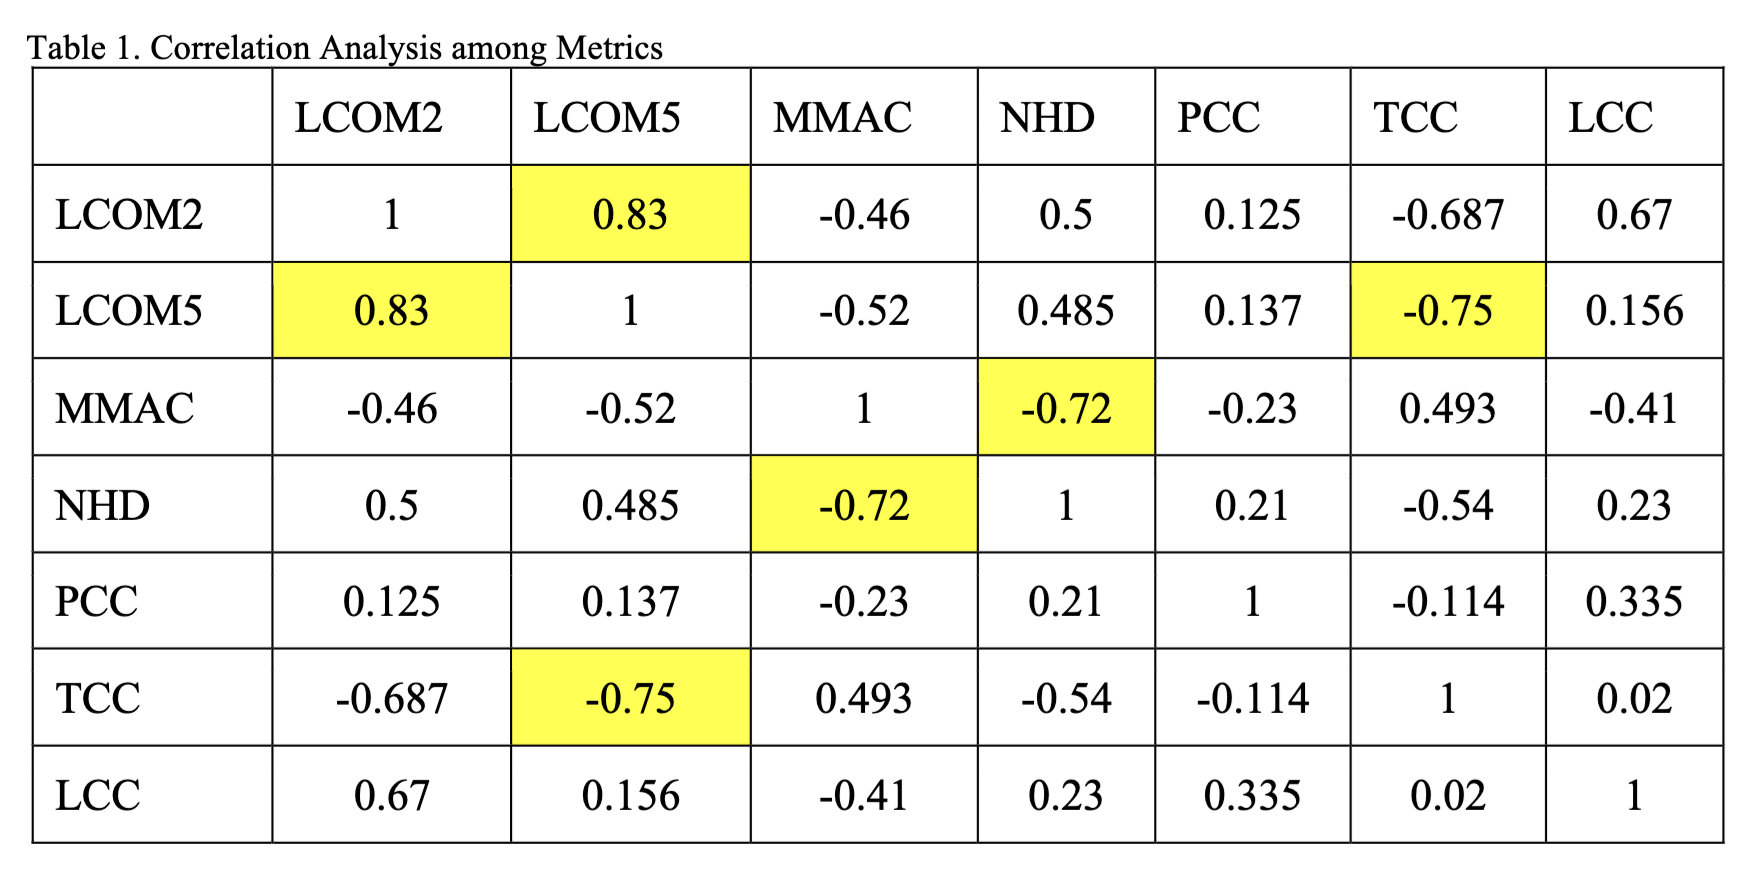 Table 1. Correlation Analysis among Metrics
LCOM2 LCOM5 MMAC NHD PCC TCC LCC
LCOM2 1 0.83 -0.46 0.5 0.125 -0.687 0.67
LCOM5 0.83 1 -0.52 0.485 0.137 -0.75 0.156
MMAC -0.46 -0.52 1 -0.72 -0.23 0.493 -0.41
NHD 0.5 0.485 -0.72 1 0.21 -0.54 0.23
PCC 0.125 0.137 -0.23 0.21 1 -0.114 0.335
TCC -0.687 -0.75 0.493 -0.54 -0.114 1 0.02
LCC 0.67 0.156 -0.41 0.23 0.335 0.02 1